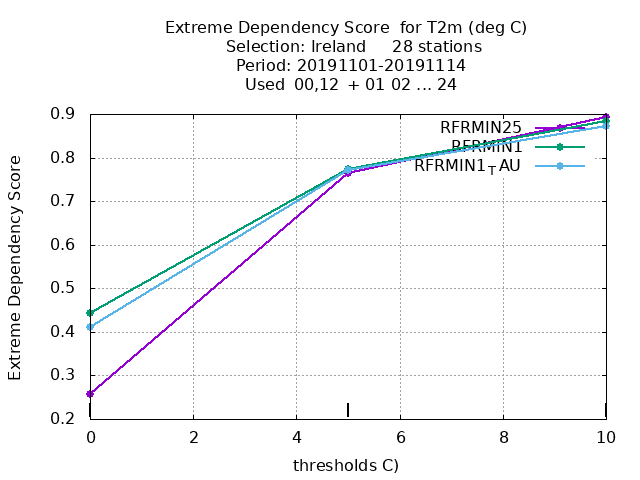 Extreme Dependency Score for T2m (deg C)
Selection: Ireland 28 stations
Period: 20191101-20191114
Used 00,12 + 01 02 ... 24
Extreme Dependency Score
0.9
0.8
0.7
0.6
0.5
0.4
0.3
0.2
RFRMIN25
RFRMIN1
RFRMIN1TAU
0 2 4 6 8 10
thresholds C)